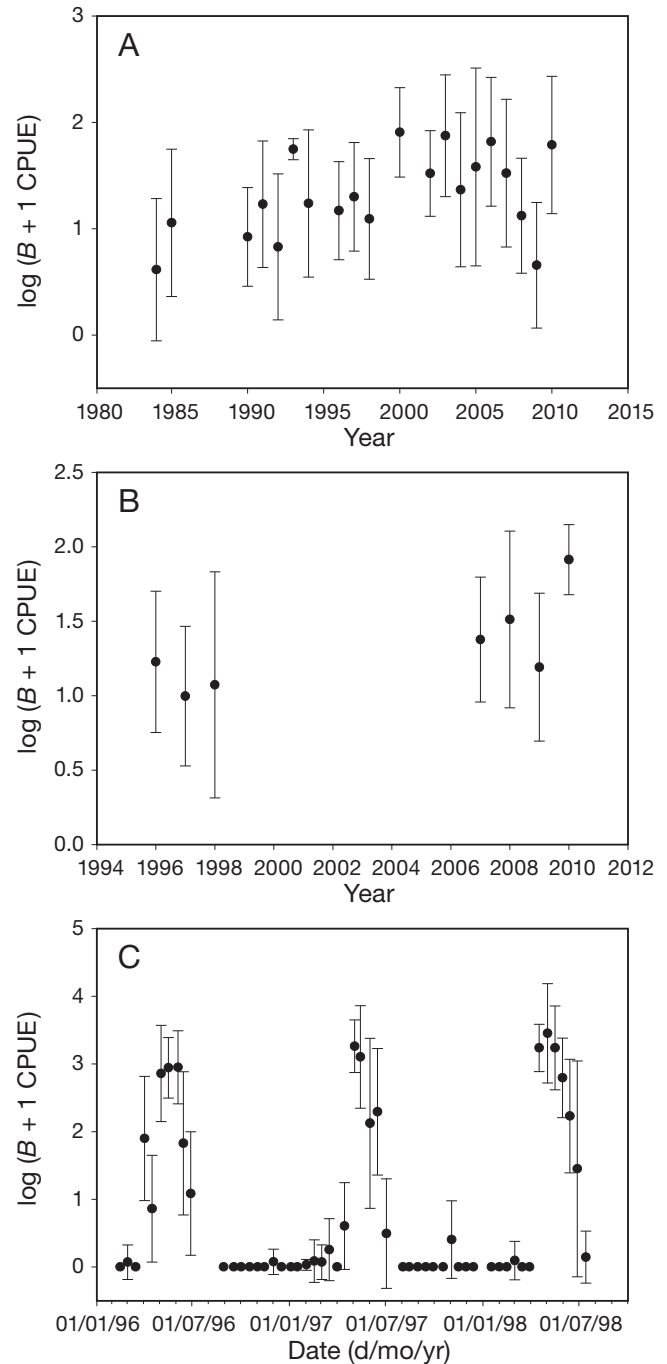 A
log (B + 1 CPUE)
3
2
1
0
1980 1985 1990 1995 2000 2005 2010 2015
Year
B
log (B + 1 CPUE)
2.5
2.0
1.5
1.0
0.5
0.0
1994 1996 1998 2000 2002 2004 2006 2008 2010 2012
Year
C
log (B + 1 CPUE)
5
4
3
2
1
0
01/01/96 01/07/96 01/01/97 01/07/97 01/01/98 01/07/98
Date (d/mo/yr)